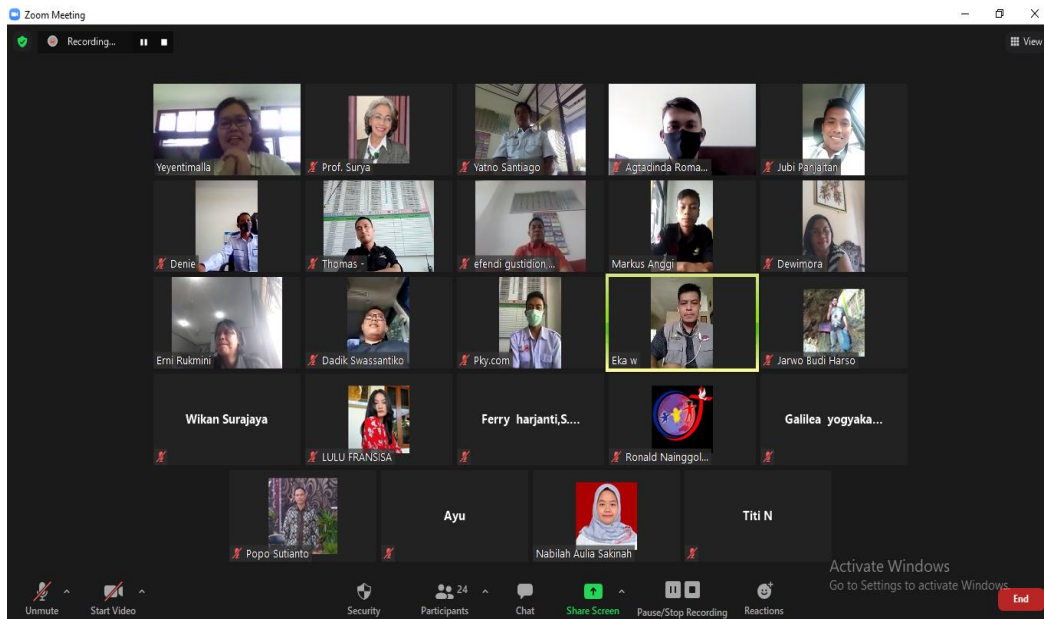 Zoom Meeting
Recording...
View
Yeyentimalla
Prof. Surya
Yatno Santiago
Agtadinda Roma...
Jubi Panjaitan
Denie
Thomas -
efendi gustidion,...
Markus Anggi
Dewimora
Erni Rukmini
Dadik Swassantiko
Pky.com
Eka w
Jarwo Budi Harso
Wikan Surajaya
LULU FRANSISA
Ferry harjanti,S....
Ronald Nainggol...
Galilea yogyaka...
Popo Sutianto
Ayu
Nabilah Aulia Sakinah
Titi N
Activate Windows
Go to Settings to activate Windows.
Unmute
Start Video
Security
24
Participants
Chat
Share Screen
Pause/Stop Recording
Reactions
End